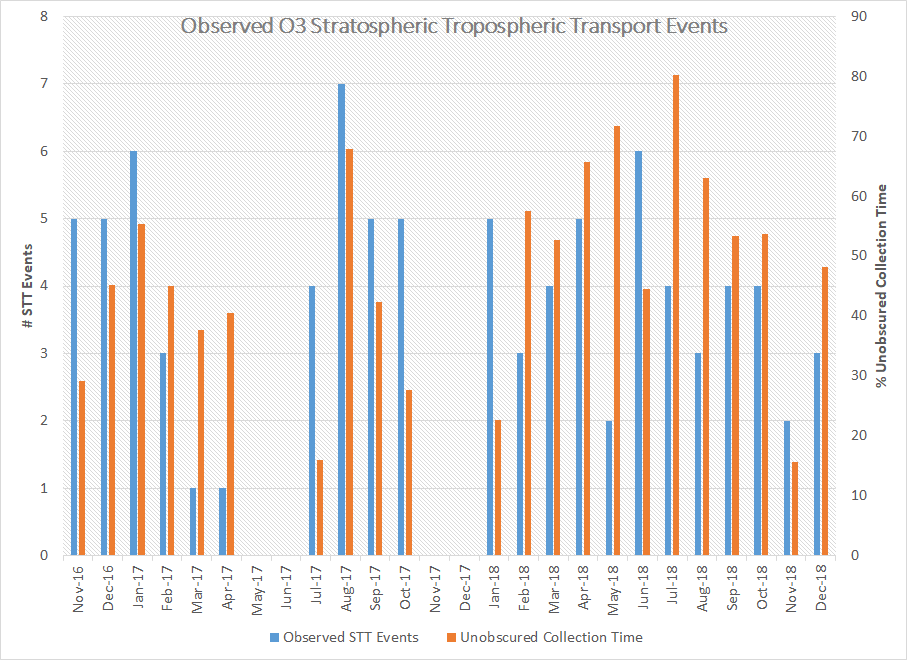 Observed O3 Stratospheric Tropospheric Transport Events
8
7
6
5
4
3
2
1
0
# STT Events
90
80
70
60
50
40
30
20
10
0
% Unobscured Collection Time
Nov-16
Dec-16
Jan-17
Feb-17
Mar-17
Apr-17
May-17
Jun-17
Jul-17
Aug-17
Sep-17
Oct-17
Nov-17
Dec-17
Jan-18
Feb-18
Mar-18
Apr-18
May-18
Jun-18
Jul-18
Aug-18
Sep-18
Oct-18
Nov-18
Dec-18
Observed STT Events
Unobscured Collection Time